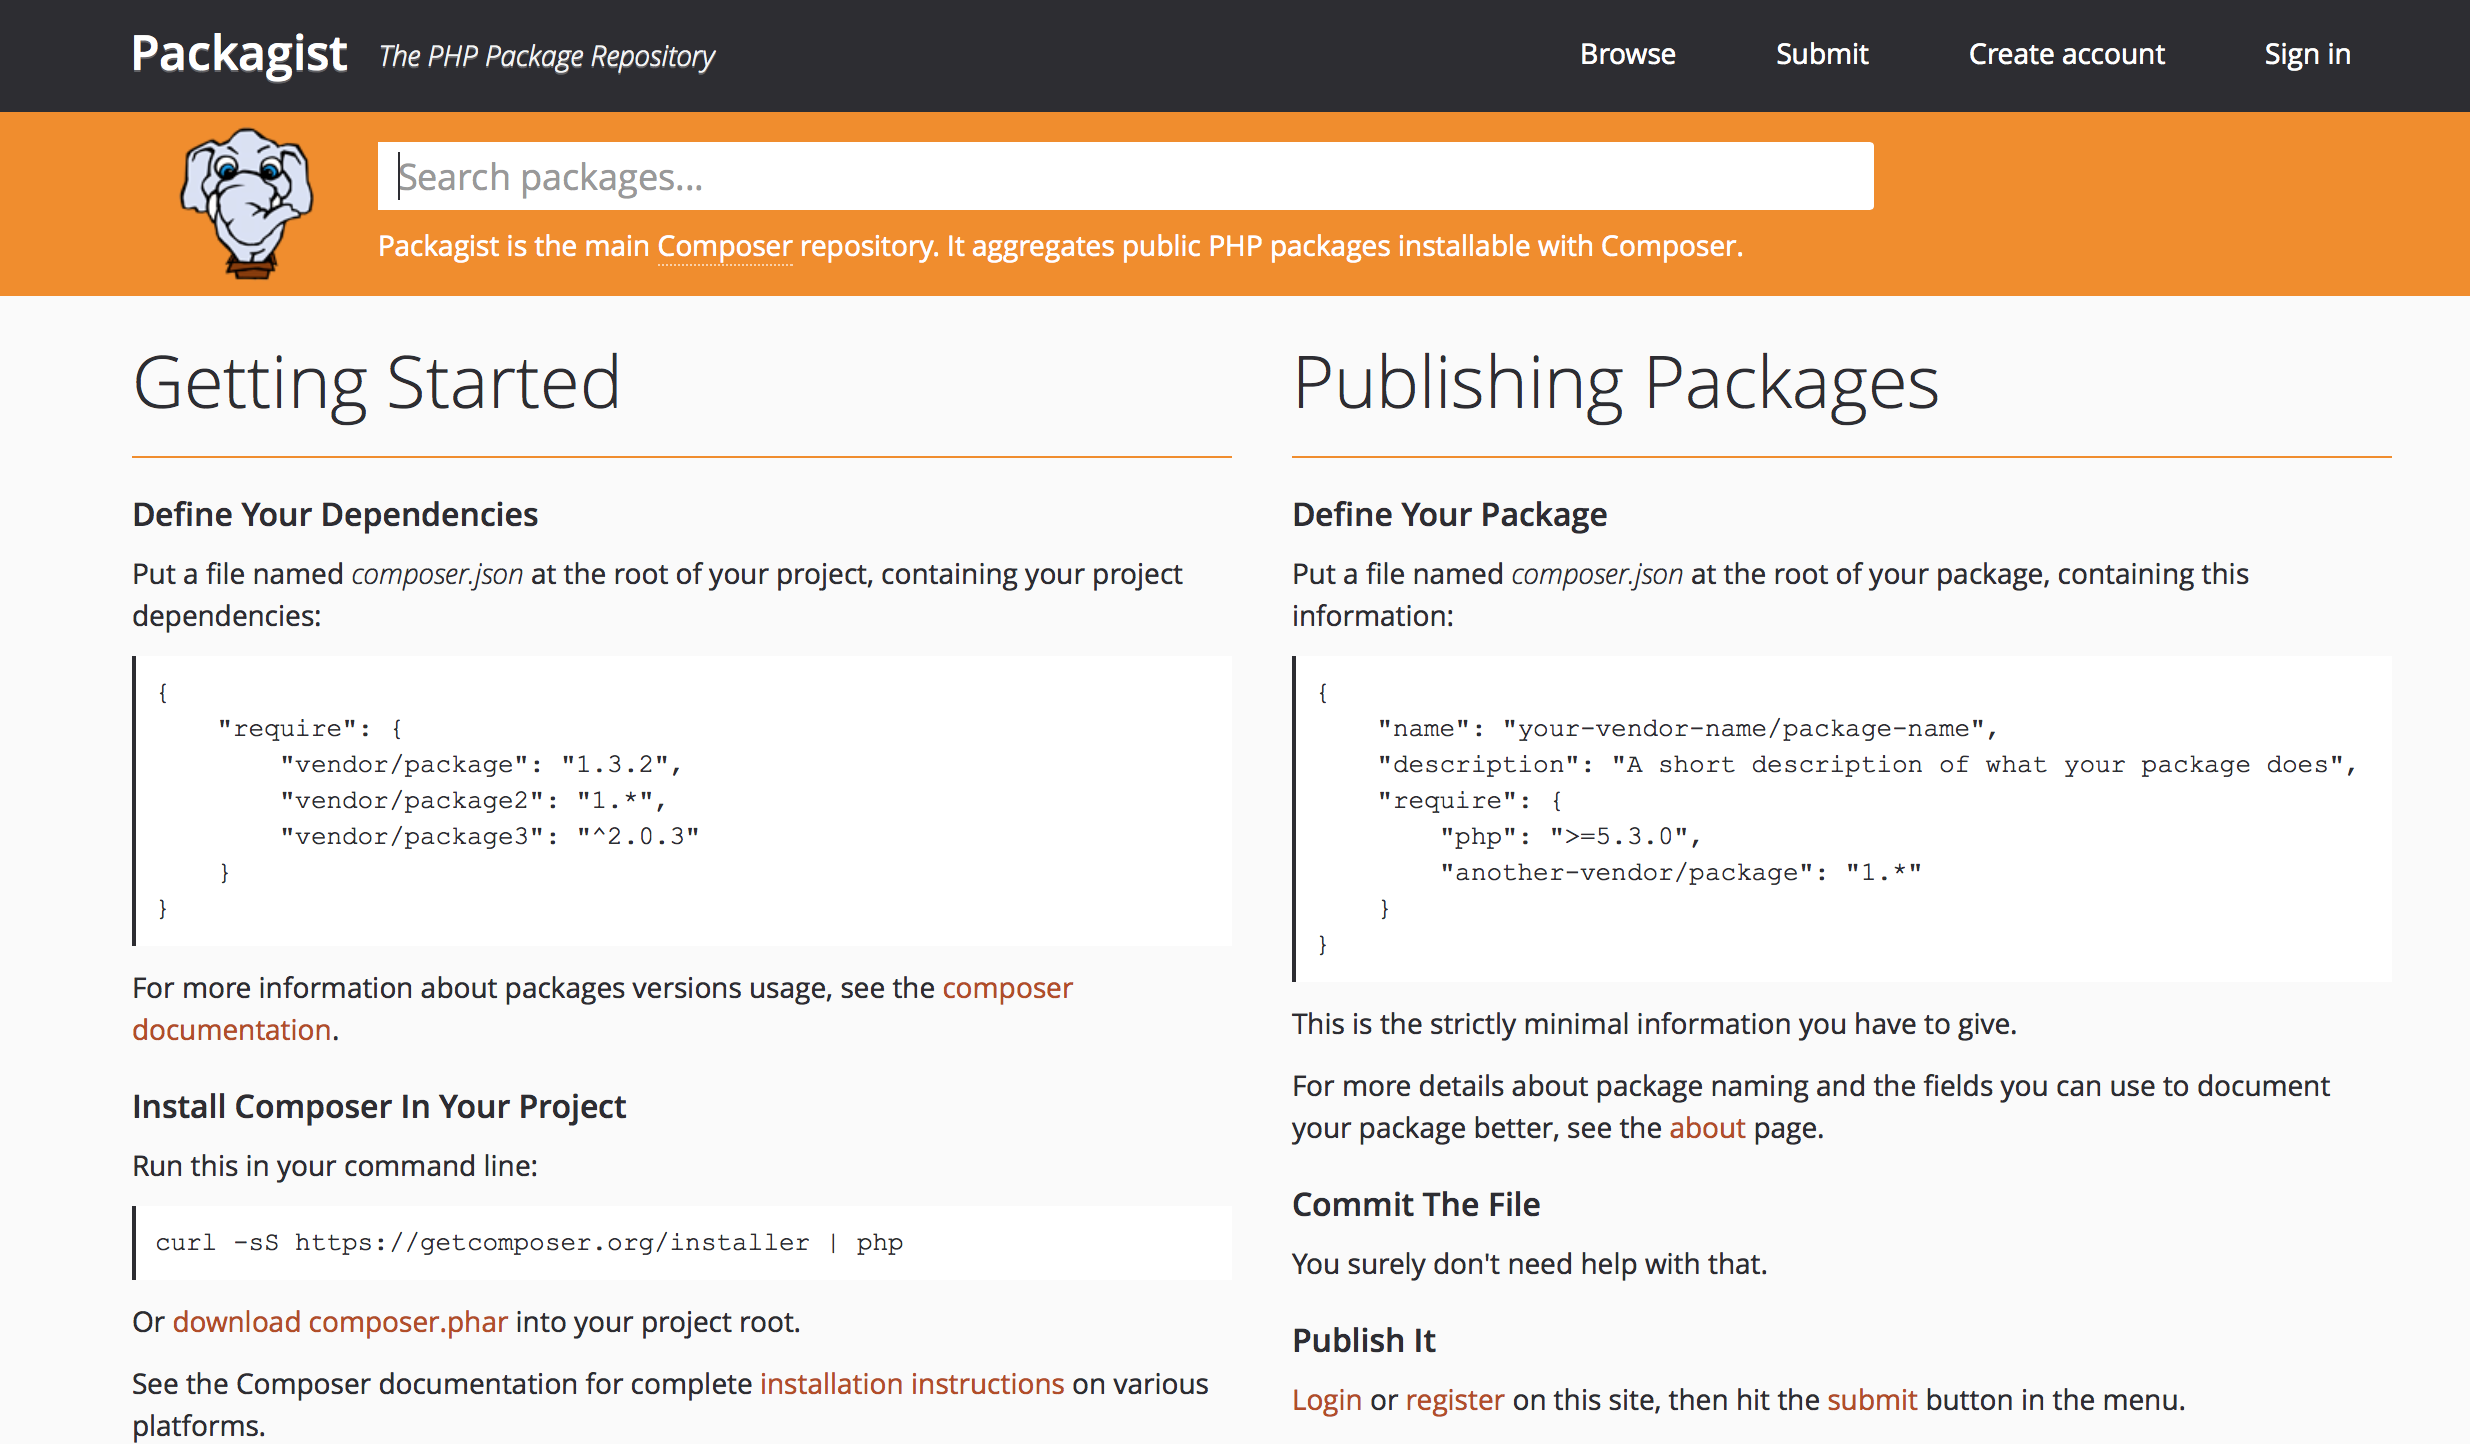 Packagist The PHP Package Repository Browse Submit Create account Sign in
Search packages...
Packagist is the main Composer repository. It aggregates public PHP packages installable with Composer.
Getting Started
Define Your Dependencies
Put a file named composer.json at the root of your project, containing your project
dependencies:
{
    "require": {
        "vendor/package": "1.3.2",
        "vendor/package2": "1.*",
        "vendor/package3": "^2.0.3"
    }
}
For more information about packages versions usage, see the composer
documentation.
Install Composer In Your Project
Run this in your command line:
curl -sS https://getcomposer.org/installer | php
Or download composer.phar into your project root.
See the Composer documentation for complete installation instructions on various
platforms.
Publishing Packages
Define Your Package
Put a file named composer.json at the root of your package, containing this
information:
{
    "name": "your-vendor-name/package-name",
    "description": "A short description of what your package does",
    "require": {
        "php": ">=5.3.0",
        "another-vendor/package": "1.*"
    }
}
This is the strictly minimal information you have to give.
For more details about package naming and the fields you can use to document
your package better, see the about page.
Commit The File
You surely don't need help with that.
Publish It
Login or register on this site, then hit the submit button in the menu.